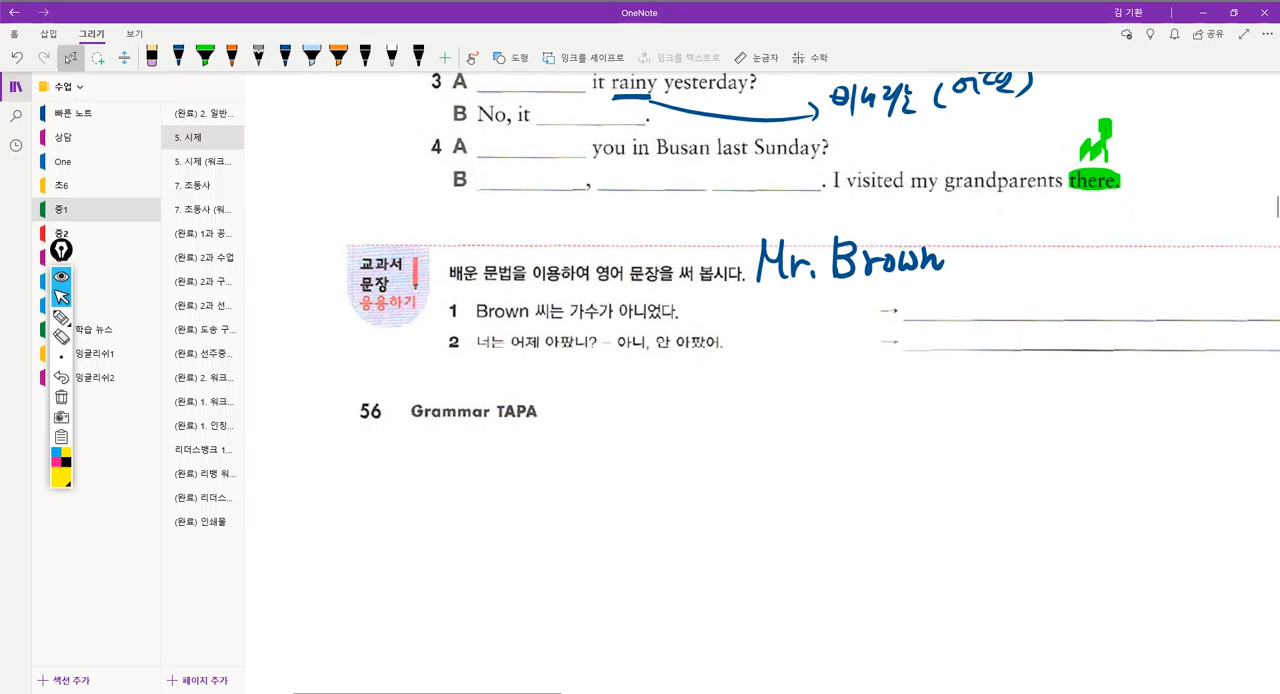 OneNote
김 기환
홈 삽입 그리기 보기
공유
도형 잉크를 셰이프로 잉크를 텍스트로 눈금자 수학
수업
빠른 노트
상담
One
초6
중1
중2
학습 뉴스
잉글리쉬1
잉글리쉬2
섹션 추가
(완료) 2. 일반...
5. 시제
5. 시제 (워크...
7. 조동사
7. 조동사 (워...
(완료) 1과 공...
(완료) 2과 수업
(완료) 2과 구...
(완료) 2과 선...
(완료) 도송 구...
(완료) 선주중...
(완료) 2. 워크...
(완료) 1. 워크...
(완료) 1. 인칭...
리더스뱅크 1...
(완료) 리뱅 워...
(완료) 리더스...
(완료) 인쇄물
페이지 추가
3 A ________ it rainy yesterday?
B No, it ________.
4 A ________ you in Busan last Sunday?
B ________, ________ ________. I visited my grandparents there.
교과서
문장
응용하기
배운 문법을 이용하여 영어 문장을 써 봅시다. Mr. Brown
1 Brown 씨는 가수가 아니었다. →
2 너는 어제 아팠니? – 아니, 안 아팠어. →
56 Grammar TAPA